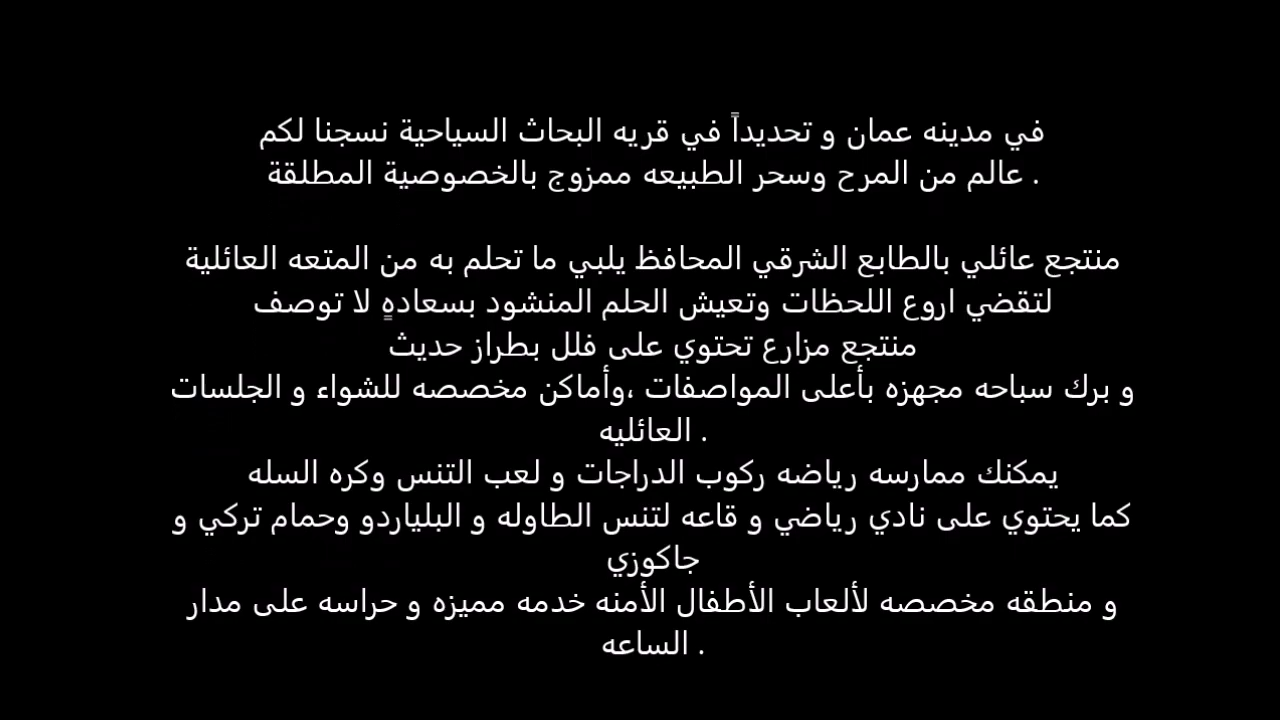 في مدينه عمان و تحديداً في قريه البحاث السياحية نسجنا لكم
عالم من المرح وسحر الطبيعه ممزوج بالخصوصية المطلقة .
منتجع عائلي بالطابع الشرقي المحافظ يلبي ما تحلم به من المتعه العائلية
لتقضي اروع اللحظات وتعيش الحلم المنشود بسعادهٍ لا توصف
منتجع مزارع تحتوي على فلل بطراز حديث
و برك سباحه مجهزه بأعلى المواصفات ،وأماكن مخصصه للشواء و الجلسات
العائليه .
يمكنك ممارسه رياضه ركوب الدراجات و لعب التنس وكره السله
كما يحتوي على نادي رياضي و قاعه لتنس الطاوله و البلياردو وحمام تركي و
جاكوزي
و منطقه مخصصه لألعاب الأطفال الأمنه خدمه مميزه و حراسه على مدار
الساعه .